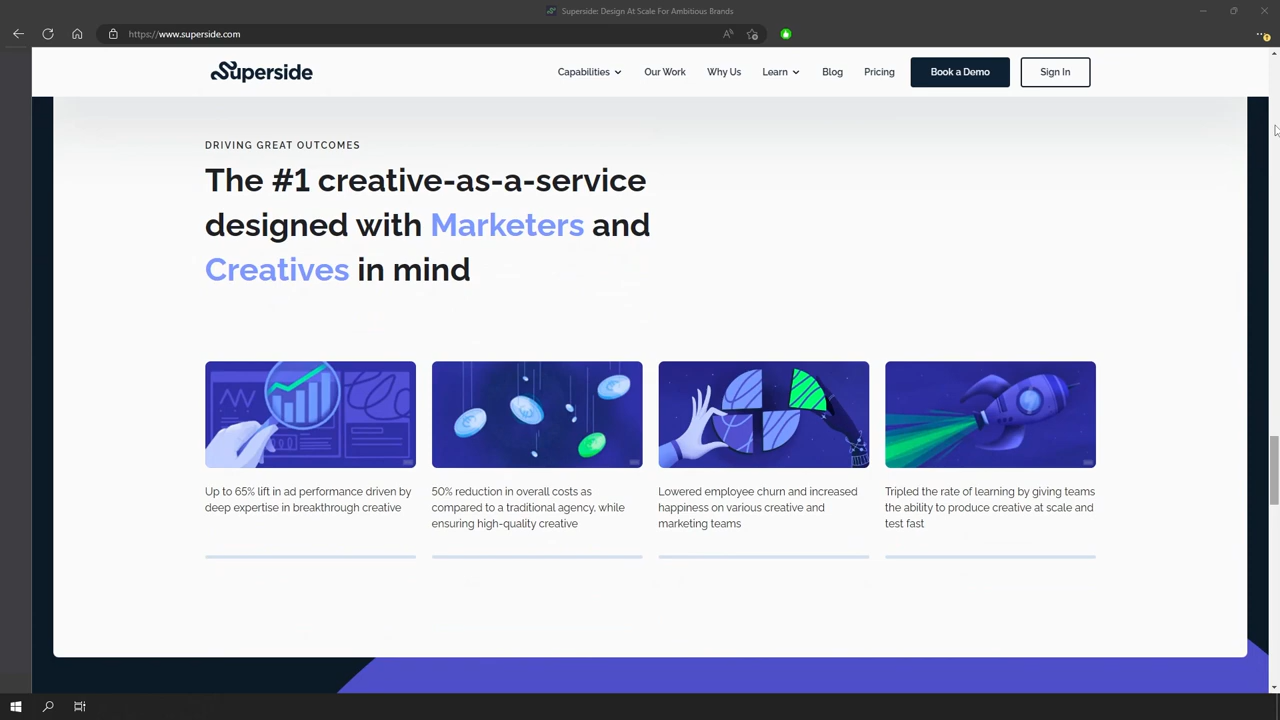 Superside: Design At Scale For Ambitious Brands
https://www.superside.com
Superside
Capabilities
Our Work
Why Us
Learn
Blog
Pricing
Book a Demo
Sign In
DRIVING GREAT OUTCOMES
The #1 creative-as-a-service
designed with Marketers and
Creatives in mind
Up to 65% lift in ad performance driven by
deep expertise in breakthrough creative
50% reduction in overall costs as
compared to a traditional agency, while
ensuring high-quality creative
Lowered employee churn and increased
happiness on various creative and
marketing teams
Tripled the rate of learning by giving teams
the ability to produce creative at scale and
test fast